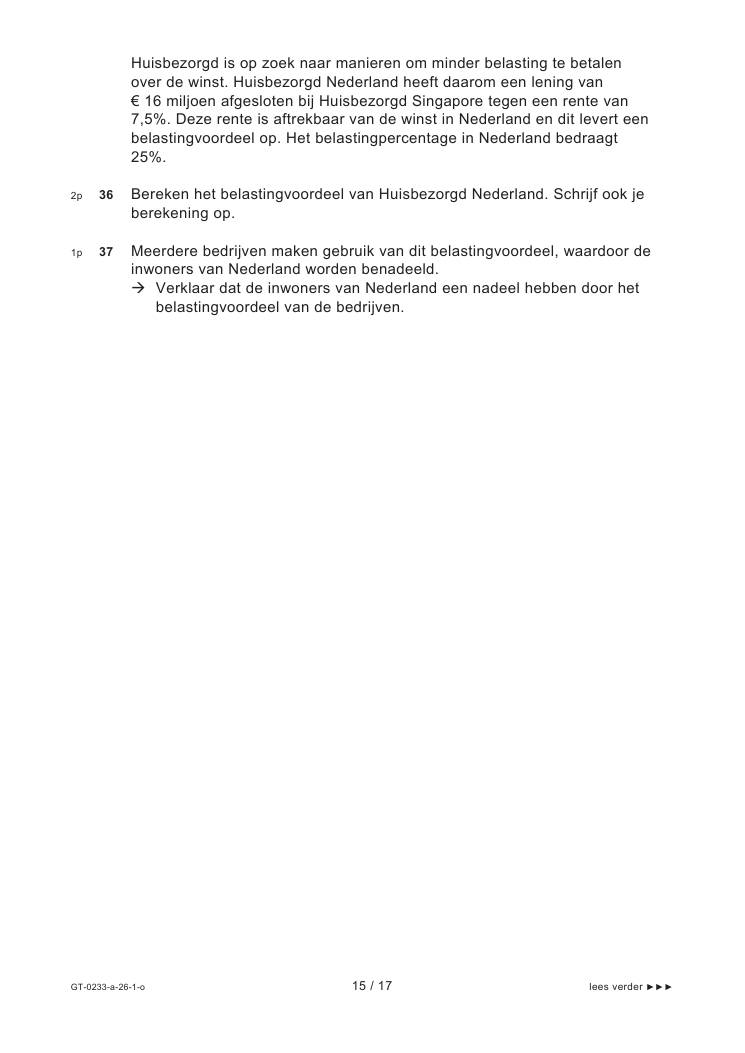 Huisbezorgd is op zoek naar manieren om minder belasting te betalen
over de winst. Huisbezorgd Nederland heeft daarom een lening van
€ 16 miljoen afgesloten bij Huisbezorgd Singapore tegen een rente van
7,5%. Deze rente is aftrekbaar van de winst in Nederland en dit levert een
belastingvoordeel op. Het belastingpercentage in Nederland bedraagt
25%.
2p 36 Bereken het belastingvoordeel van Huisbezorgd Nederland. Schrijf ook je
berekening op.
1p 37 Meerdere bedrijven maken gebruik van dit belastingvoordeel, waardoor de
inwoners van Nederland worden benadeeld.
→ Verklaar dat de inwoners van Nederland een nadeel hebben door het
belastingvoordeel van de bedrijven.
GT-0233-a-26-1-o 15 / 17 lees verder ►►►